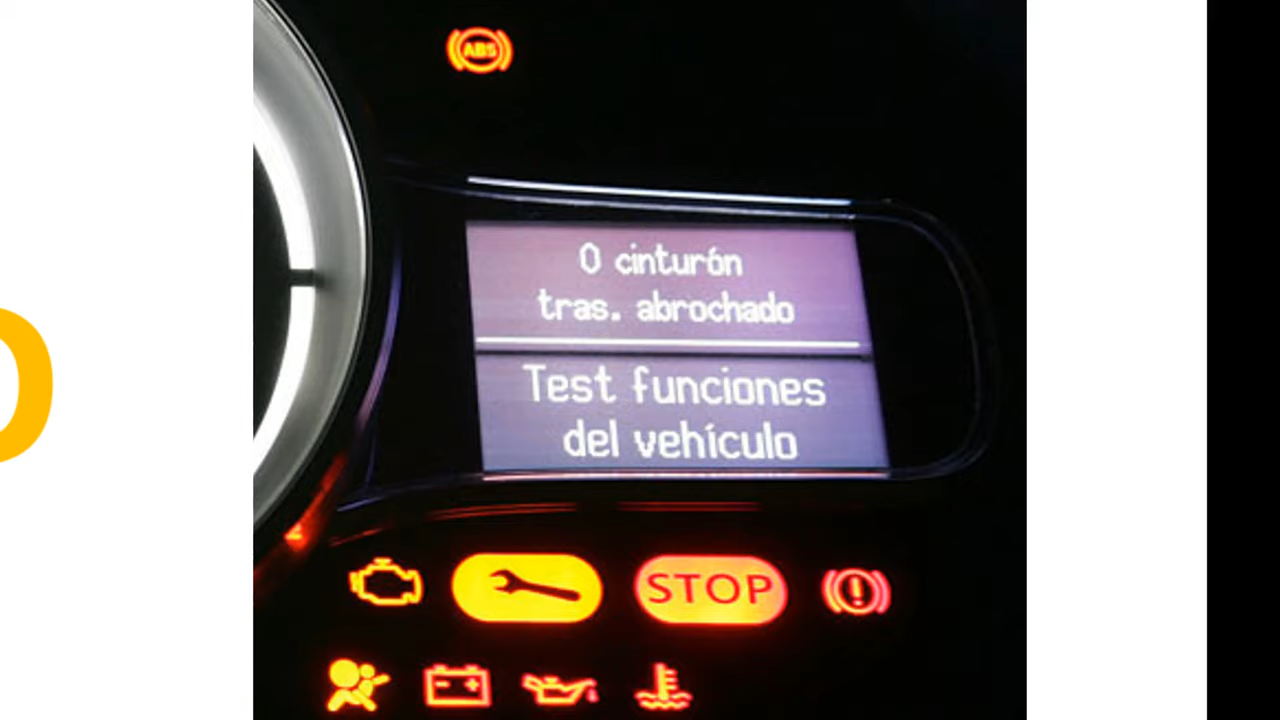 ABS
0 cinturón
tras. abrochado
Test funciones
del vehículo
STOP